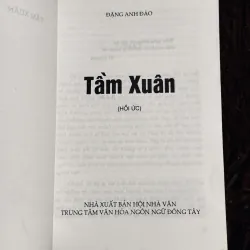 ĐẶNG ANH ĐÀO
Tầm Xuân
(HỒI ỨC)
NHÀ XUẤT BẢN HỘI NHÀ VĂN
TRUNG TÂM VĂN HÓA NGÔN NGỮ ĐÔNG TÂY